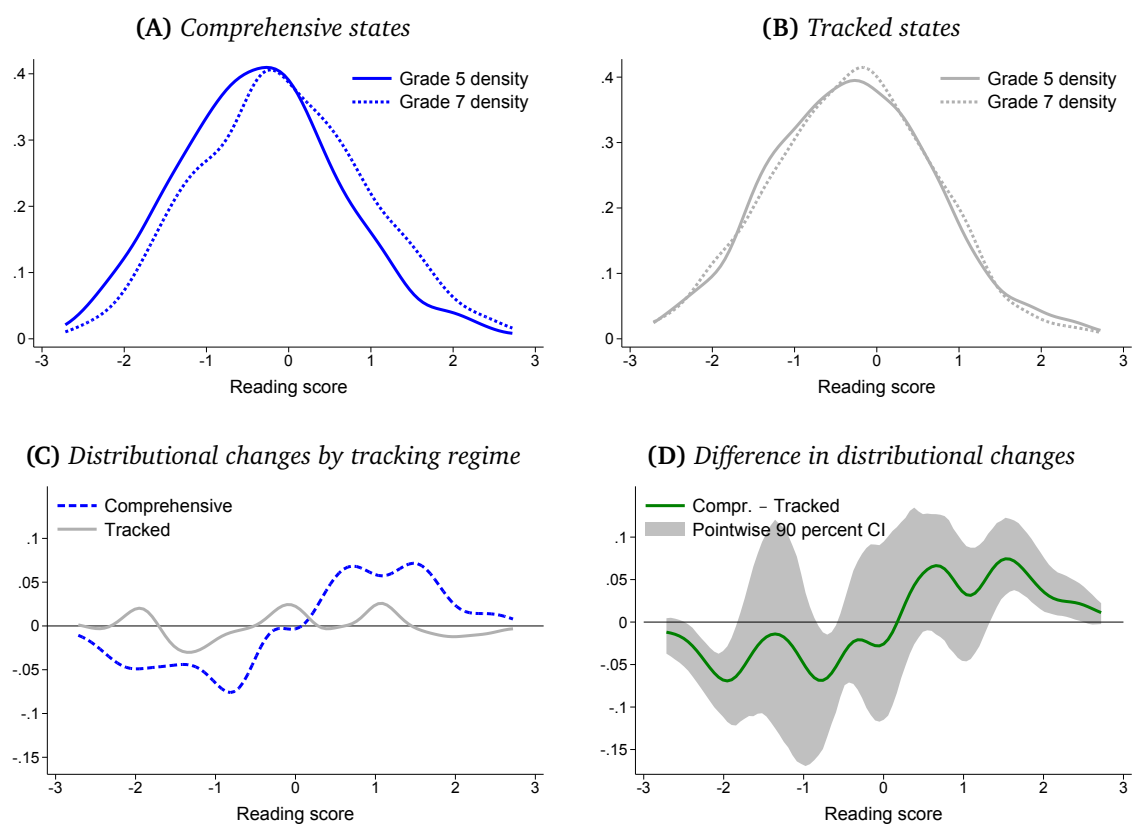 (A) Comprehensive states
Grade 5 density
Grade 7 density
.4
.3
.2
.1
0
-3 -2 -1 0 1 2 3
Reading score
(B) Tracked states
Grade 5 density
Grade 7 density
.4
.3
.2
.1
0
-3 -2 -1 0 1 2 3
Reading score
(C) Distributional changes by tracking regime
Comprehensive
Tracked
.1
.05
0
-.05
-.1
-.15
-3 -2 -1 0 1 2 3
Reading score
(D) Difference in distributional changes
Compr. – Tracked
Pointwise 90 percent CI
.1
.05
0
-.05
-.1
-.15
-3 -2 -1 0 1 2 3
Reading score